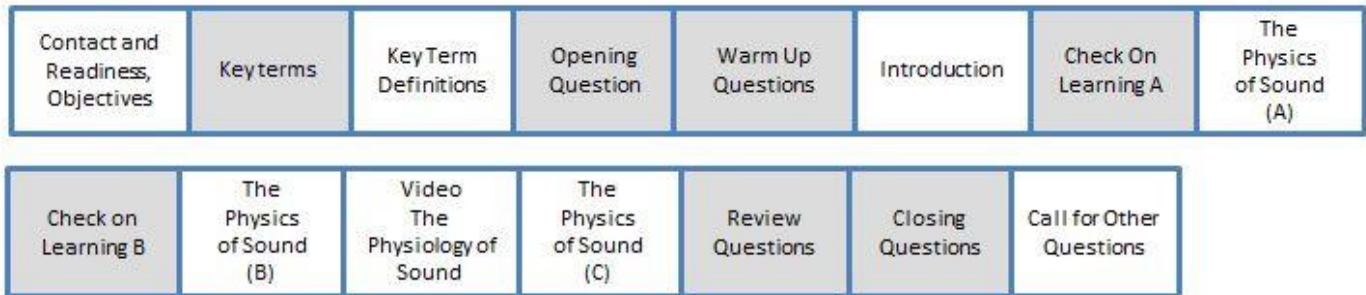 Contact and
Readiness,
Objectives
Key terms
Key Term
Definitions
Opening
Question
Warm Up
Questions
Introduction
Check On
Learning A
The
Physics
of Sound
(A)
Check on
Learning B
The
Physics
of Sound
(B)
Video
The
Physiology of
Sound
The
Physics
of Sound
(C)
Review
Questions
Closing
Questions
Call for Other
Questions